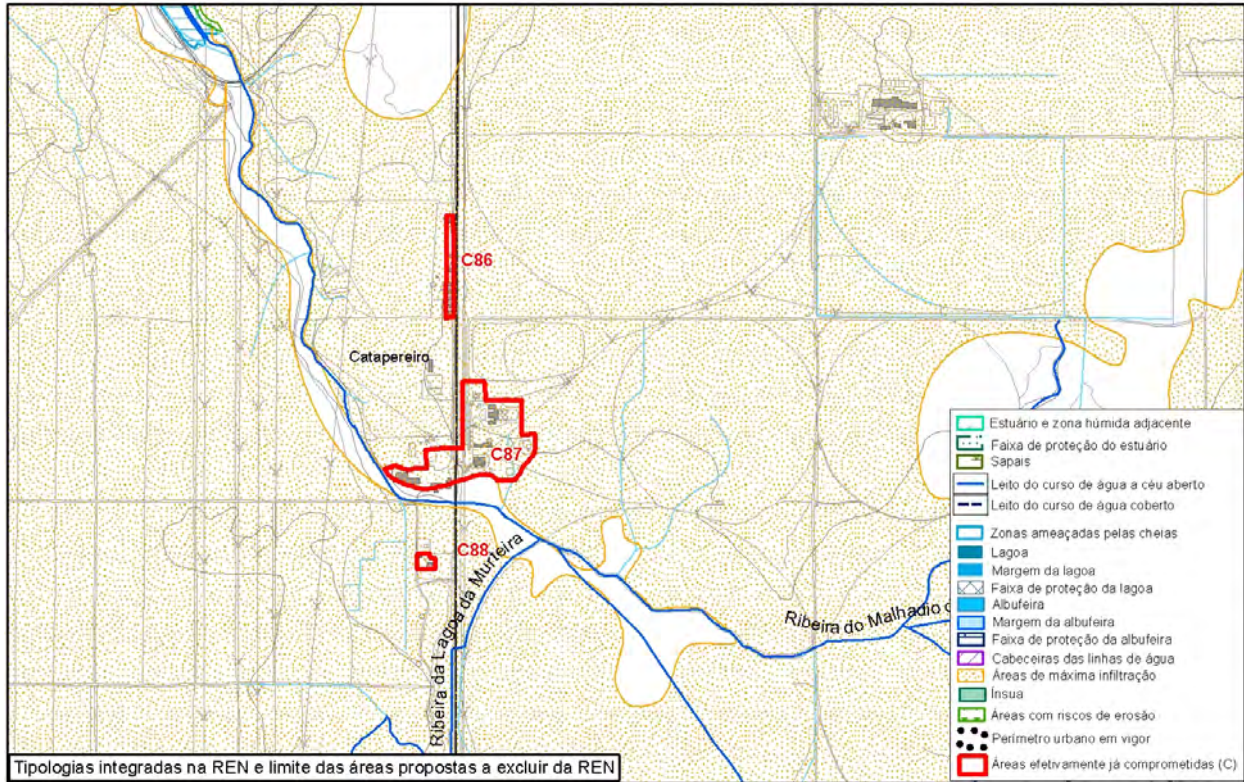 C86
Catapereiro
C87
C88
Ribeira da Lagoa da Murteira
Ribeira do Malhadio
Estuário e zona húmida adjacente
Faixa de proteção do estuário
Sapais
Leito do curso de água a céu aberto
Leito do curso de água coberto
Zonas ameaçadas pelas cheias
Lagoa
Margem da lagoa
Faixa de proteção da lagoa
Albufeira
Margem da albufeira
Faixa de proteção da albufeira
Cabeceiras das linhas de água
Áreas de máxima infiltração
Ínsua
Áreas com riscos de erosão
Perímetro urbano em vigor
Áreas efetivamente já comprometidas (C)
Tipologias integradas na REN e limite das áreas propostas a excluir da REN